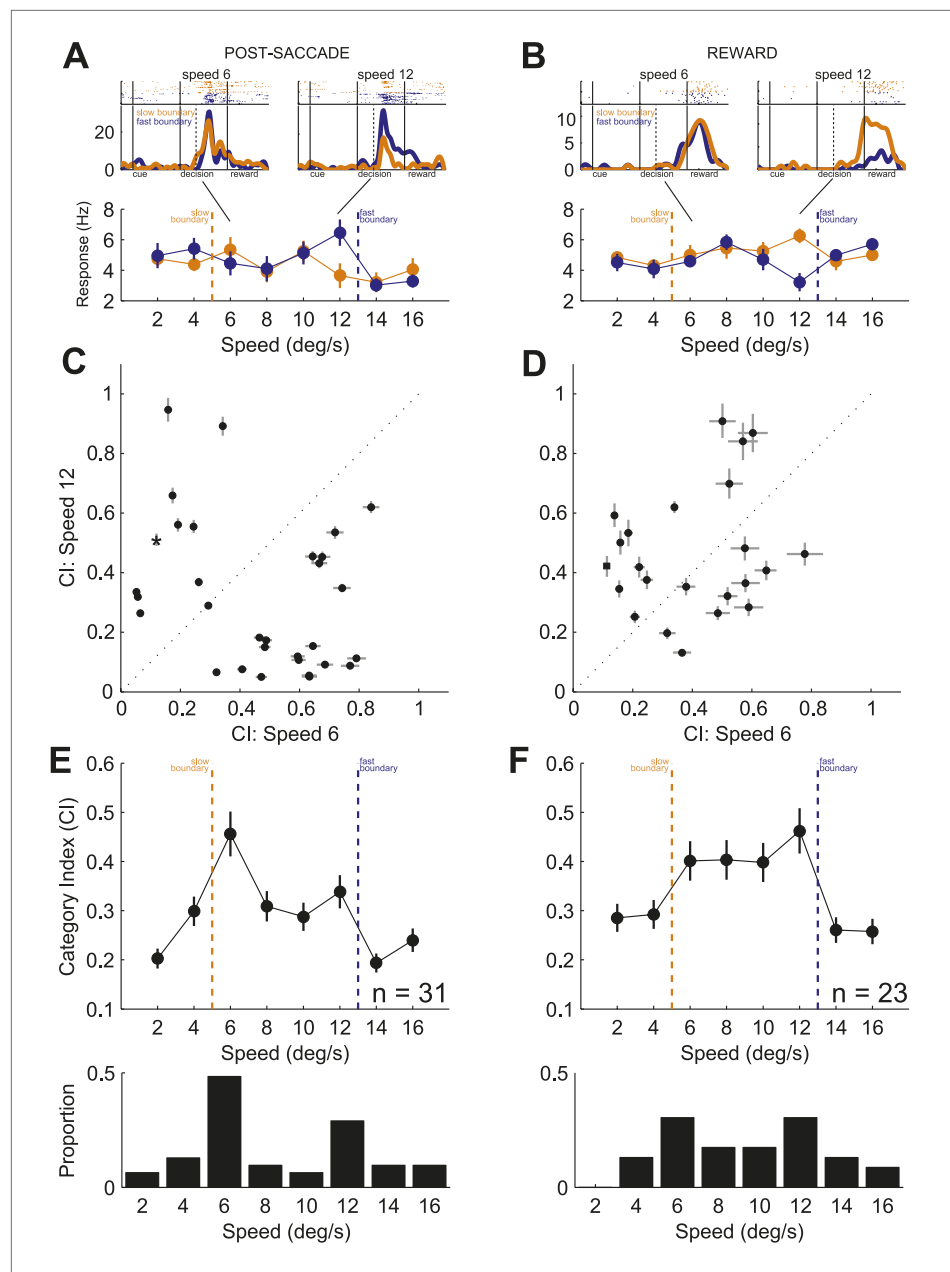 A
POST-SACCADE
speed 6
speed 12
slow boundary
fast boundary
20
0
cue
decision
reward
cue
decision
reward
slow
boundary
fast
boundary
Response (Hz)
8
6
4
2
2 4 6 8 10 12 14 16
Speed (deg/s)
B
REWARD
speed 6
speed 12
slow boundary
fast boundary
10
5
0
cue
decision
reward
cue
decision
reward
slow
boundary
fast
boundary
8
6
4
2
2 4 6 8 10 12 14 16
Speed (deg/s)
C
CI: Speed 12
1
0.8
0.6
0.4
0.2
0
*
0 0.2 0.4 0.6 0.8 1
CI: Speed 6
D
1
0.8
0.6
0.4
0.2
0
0 0.2 0.4 0.6 0.8 1
CI: Speed 6
E
slow
boundary
fast
boundary
Category Index (CI)
0.6
0.5
0.4
0.3
0.2
0.1
n = 31
2 4 6 8 10 12 14 16
Speed (deg/s)
F
slow
boundary
fast
boundary
0.6
0.5
0.4
0.3
0.2
0.1
n = 23
2 4 6 8 10 12 14 16
Speed (deg/s)
Proportion
0.5
0
2 4 6 8 10 12 14 16
Speed (deg/s)
0.5
0
2 4 6 8 10 12 14 16
Speed (deg/s)